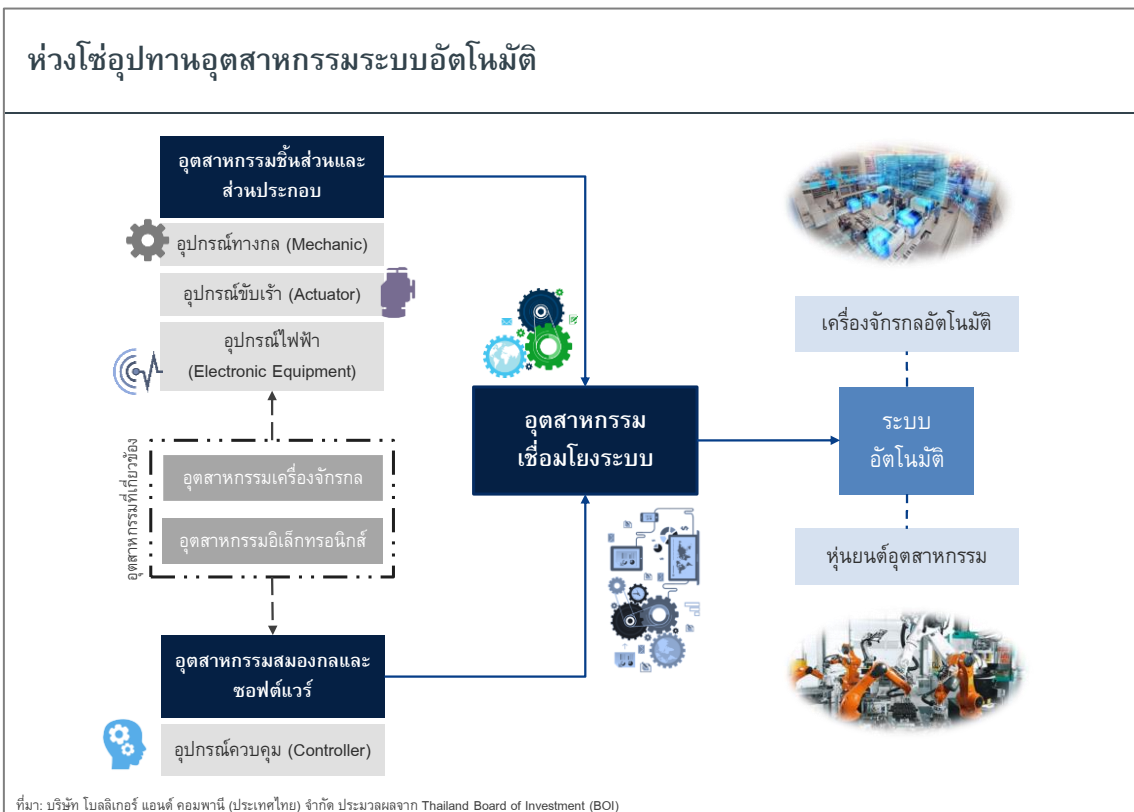 ห่วงโซ่อุปทานอุตสาหกรรมระบบอัตโนมัติ
อุตสาหกรรมชิ้นส่วนและ
ส่วนประกอบ
อุปกรณ์ทางกล (Mechanic)
อุปกรณ์ขับเร้า (Actuator)
อุปกรณ์ไฟฟ้า
(Electronic Equipment)
อุตสาหกรรมที่เกี่ยวข้อง
อุตสาหกรรมเครื่องจักรกล
อุตสาหกรรมอิเล็กทรอนิกส์
อุตสาหกรรมสมองกลและ
ซอฟต์แวร์
อุปกรณ์ควบคุม (Controller)
อุตสาหกรรม
เชื่อมโยงระบบ
เครื่องจักรกลอัตโนมัติ
ระบบ
อัตโนมัติ
หุ่นยนต์อุตสาหกรรม
ที่มา: บริษัท โบลลิเกอร์ แอนด์ คอมพานี (ประเทศไทย) จำกัด ประมวลผลจาก Thailand Board of Investment (BOI)